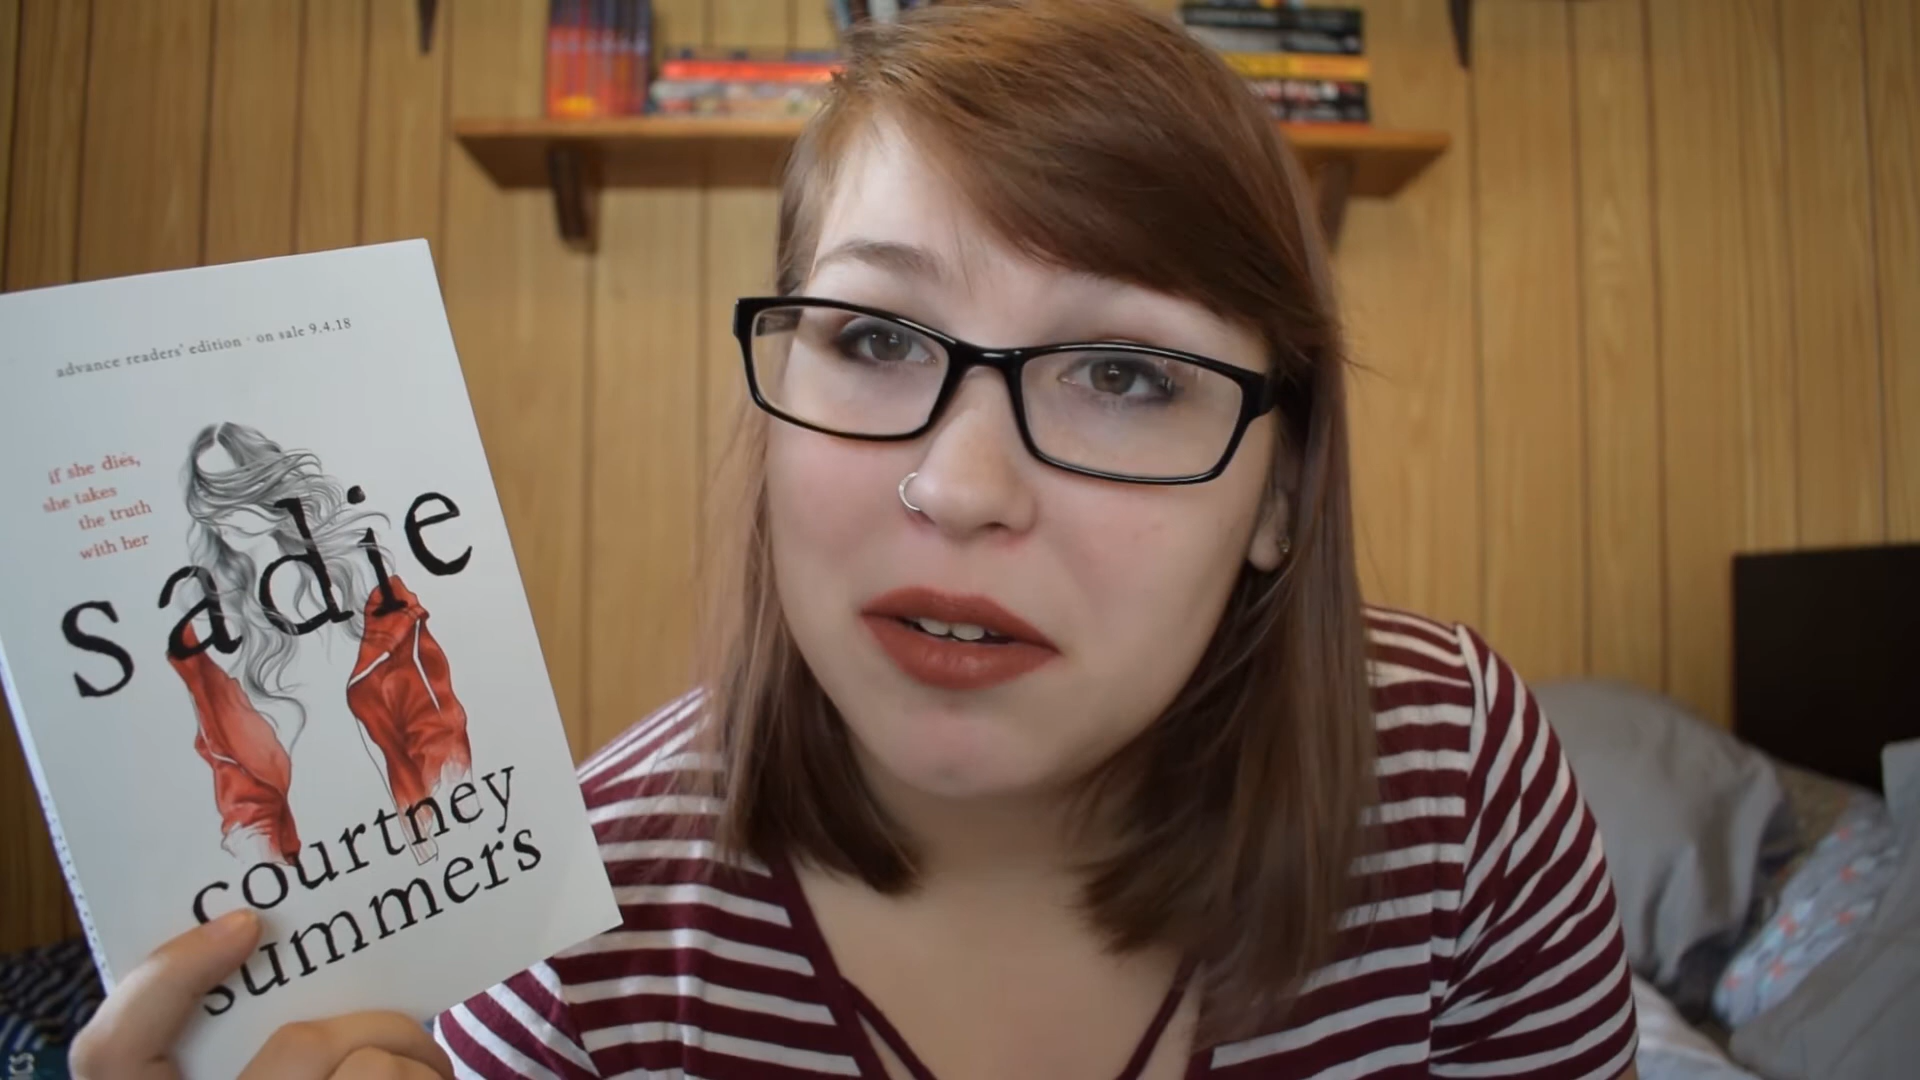 advance readers' edition · on sale 9.4.18
if she dies,
she takes
the truth
with her
sadie
courtney
summers